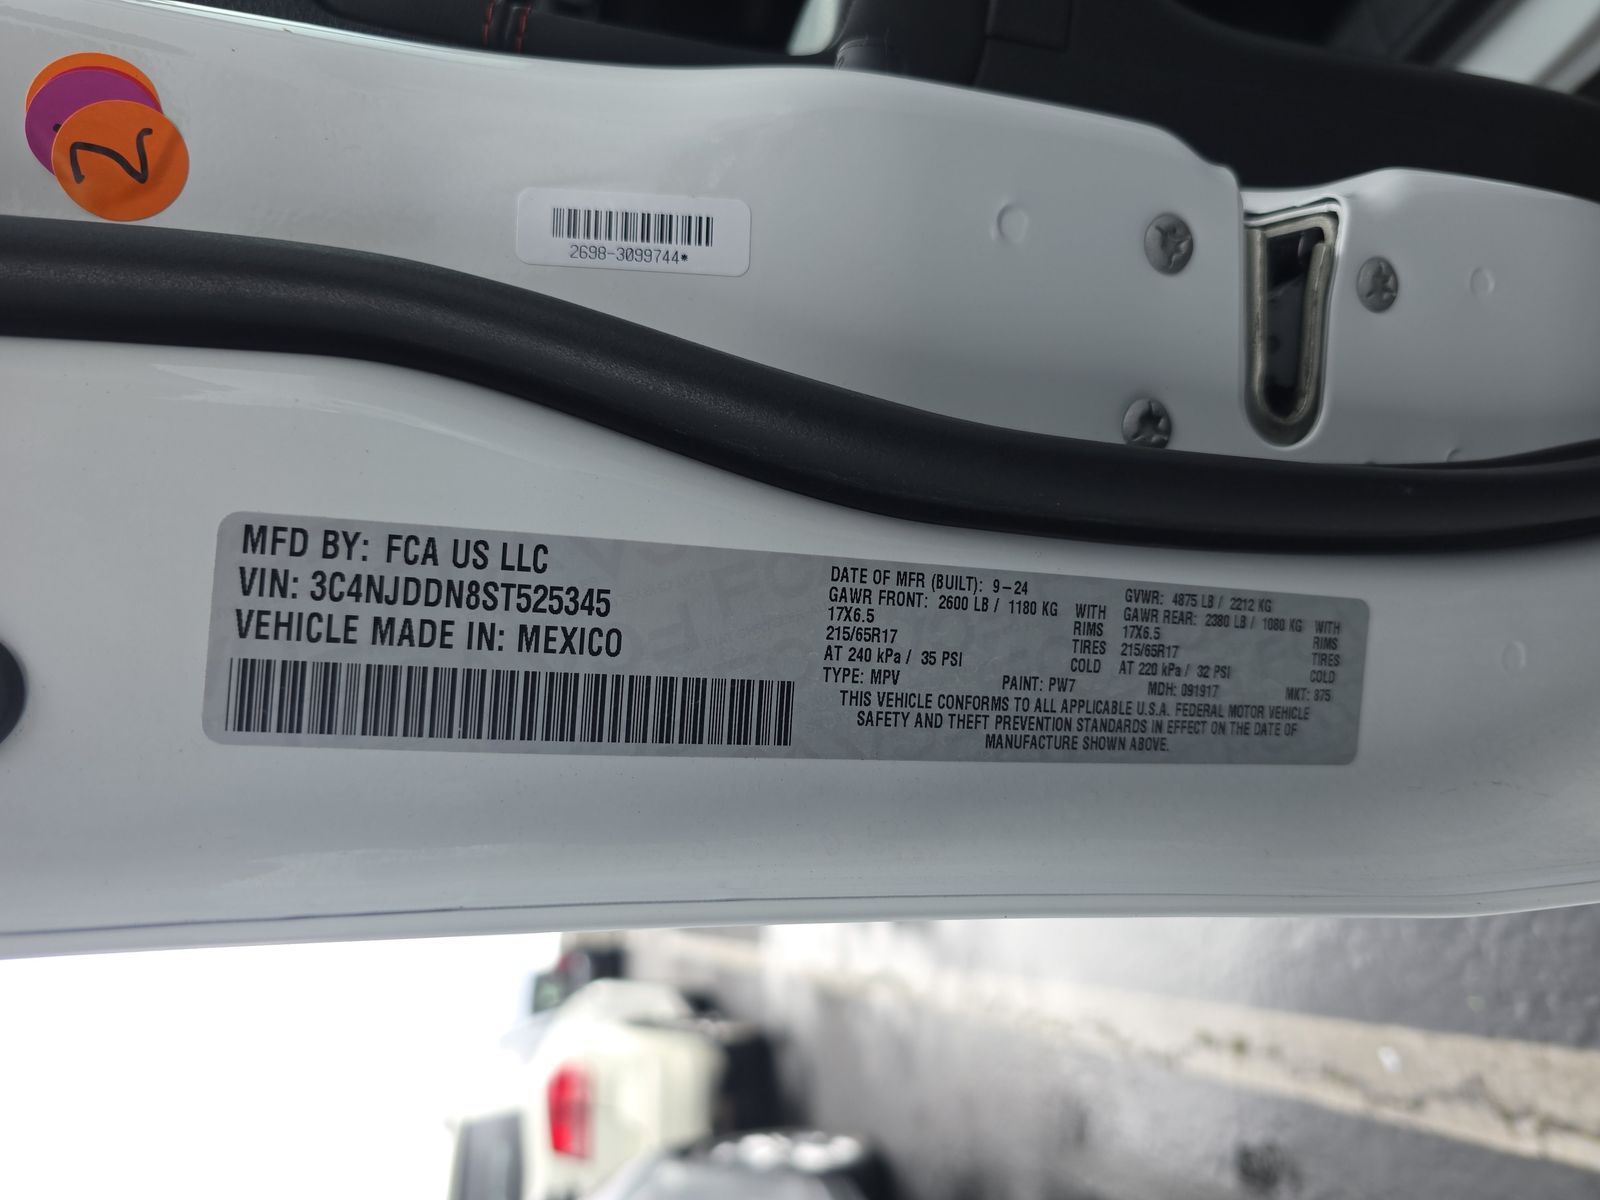 2
2698-3099744*
MFD BY: FCA US LLC
VIN: 3C4NJDDN8ST525345
VEHICLE MADE IN: MEXICO
DATE OF MFR (BUILT): 9-24
GAWR FRONT: 2600 LB / 1180 KG WITH
17X6.5 RIMS
215/65R17 TIRES
AT 240 kPa / 35 PSI COLD
GVWR: 4875 LB / 2212 KG
GAWR REAR: 2380 LB / 1080 KG WITH
17X6.5 RIMS
215/65R17 TIRES
AT 220 kPa / 32 PSI COLD
TYPE: MPV PAINT: PW7 MDH: 091917 MKT: 875
THIS VEHICLE CONFORMS TO ALL APPLICABLE U.S.A. FEDERAL MOTOR VEHICLE
SAFETY AND THEFT PREVENTION STANDARDS IN EFFECT ON THE DATE OF
MANUFACTURE SHOWN ABOVE.